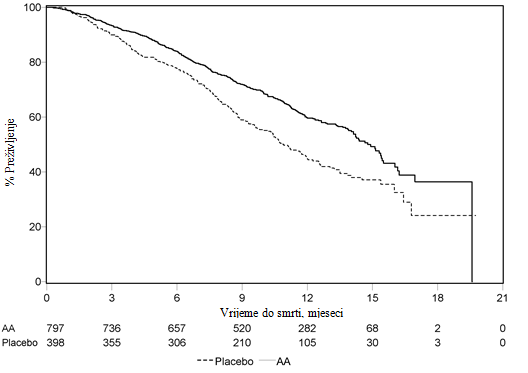 100
80
60
40
20
0
% Preživljenje
0 3 6 9 12 15 18 21
Vrijeme do smrti, mjeseci
AA 797 736 657 520 282 68 2 0
Placebo 398 355 306 210 105 30 3 0
Placebo AA